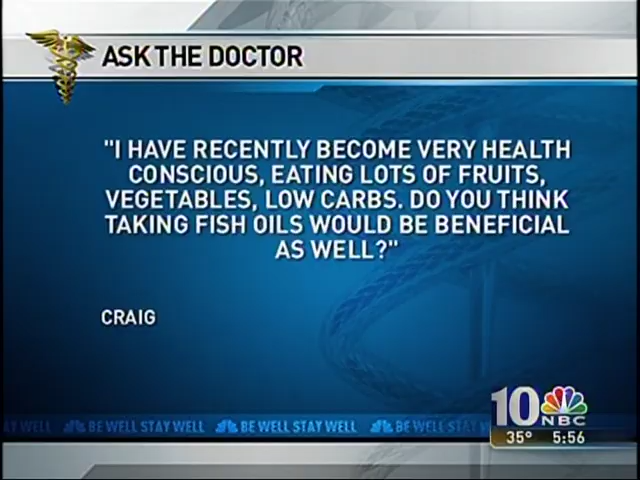 ASK THE DOCTOR
"I HAVE RECENTLY BECOME VERY HEALTH
CONSCIOUS, EATING LOTS OF FRUITS,
VEGETABLES, LOW CARBS. DO YOU THINK
TAKING FISH OILS WOULD BE BENEFICIAL
AS WELL?"
CRAIG
AY WELL BE WELL STAY WELL BE WELL STAY WELL BE WELL S
10 NBC
35° 5:56